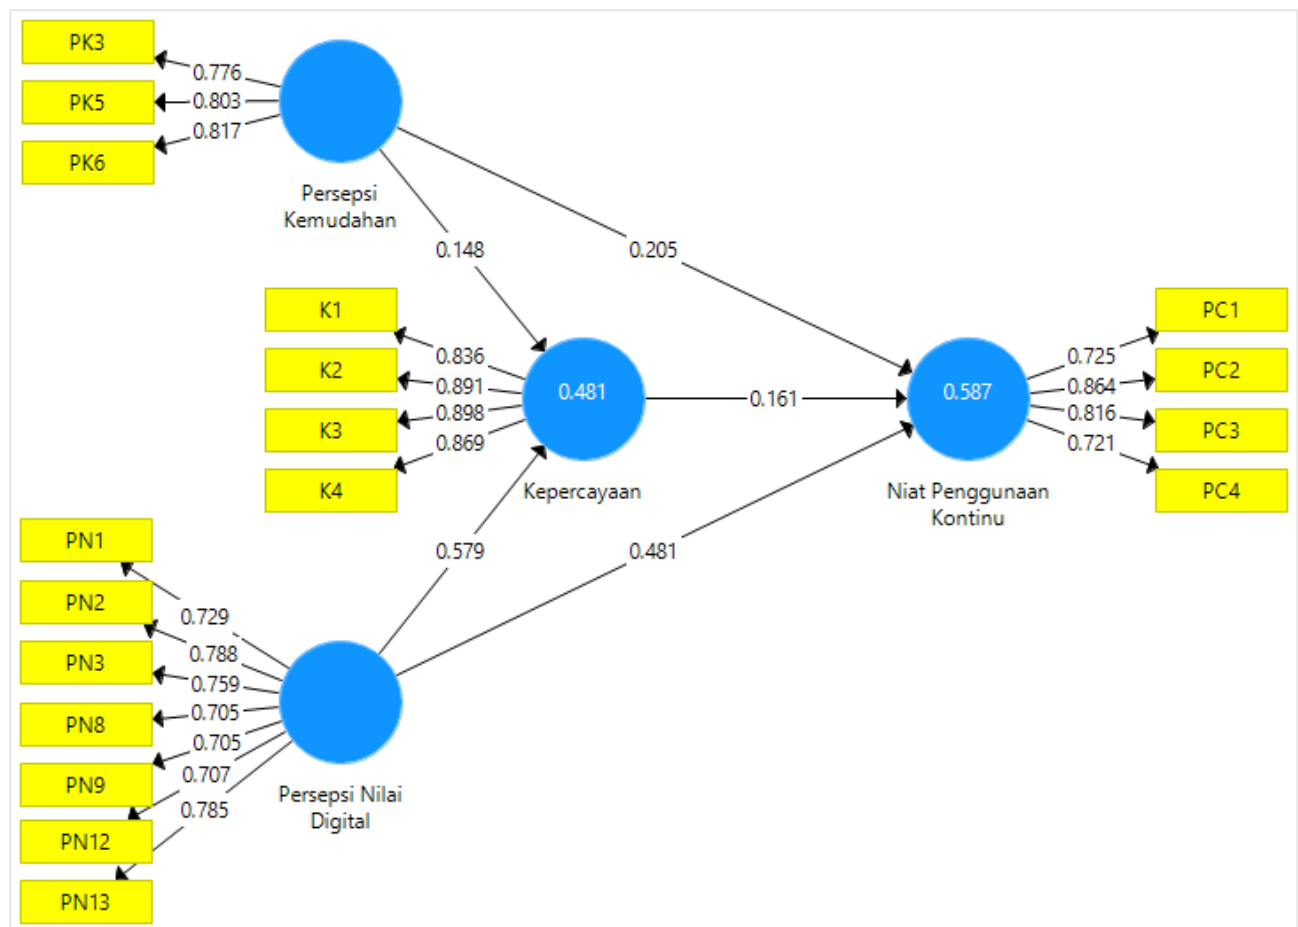 PK3
PK5
PK6
0.776
0.803
0.817
Persepsi
Kemudahan
0.148
0.205
K1
K2
K3
K4
0.836
0.891
0.898
0.869
0.481
Kepercayaan
0.161
0.587
Niat Penggunaan
Kontinu
0.725
0.864
0.816
0.721
PC1
PC2
PC3
PC4
0.579
0.481
PN1
PN2
PN3
PN8
PN9
PN12
PN13
0.729
0.788
0.759
0.705
0.705
0.707
0.785
Persepsi Nilai
Digital